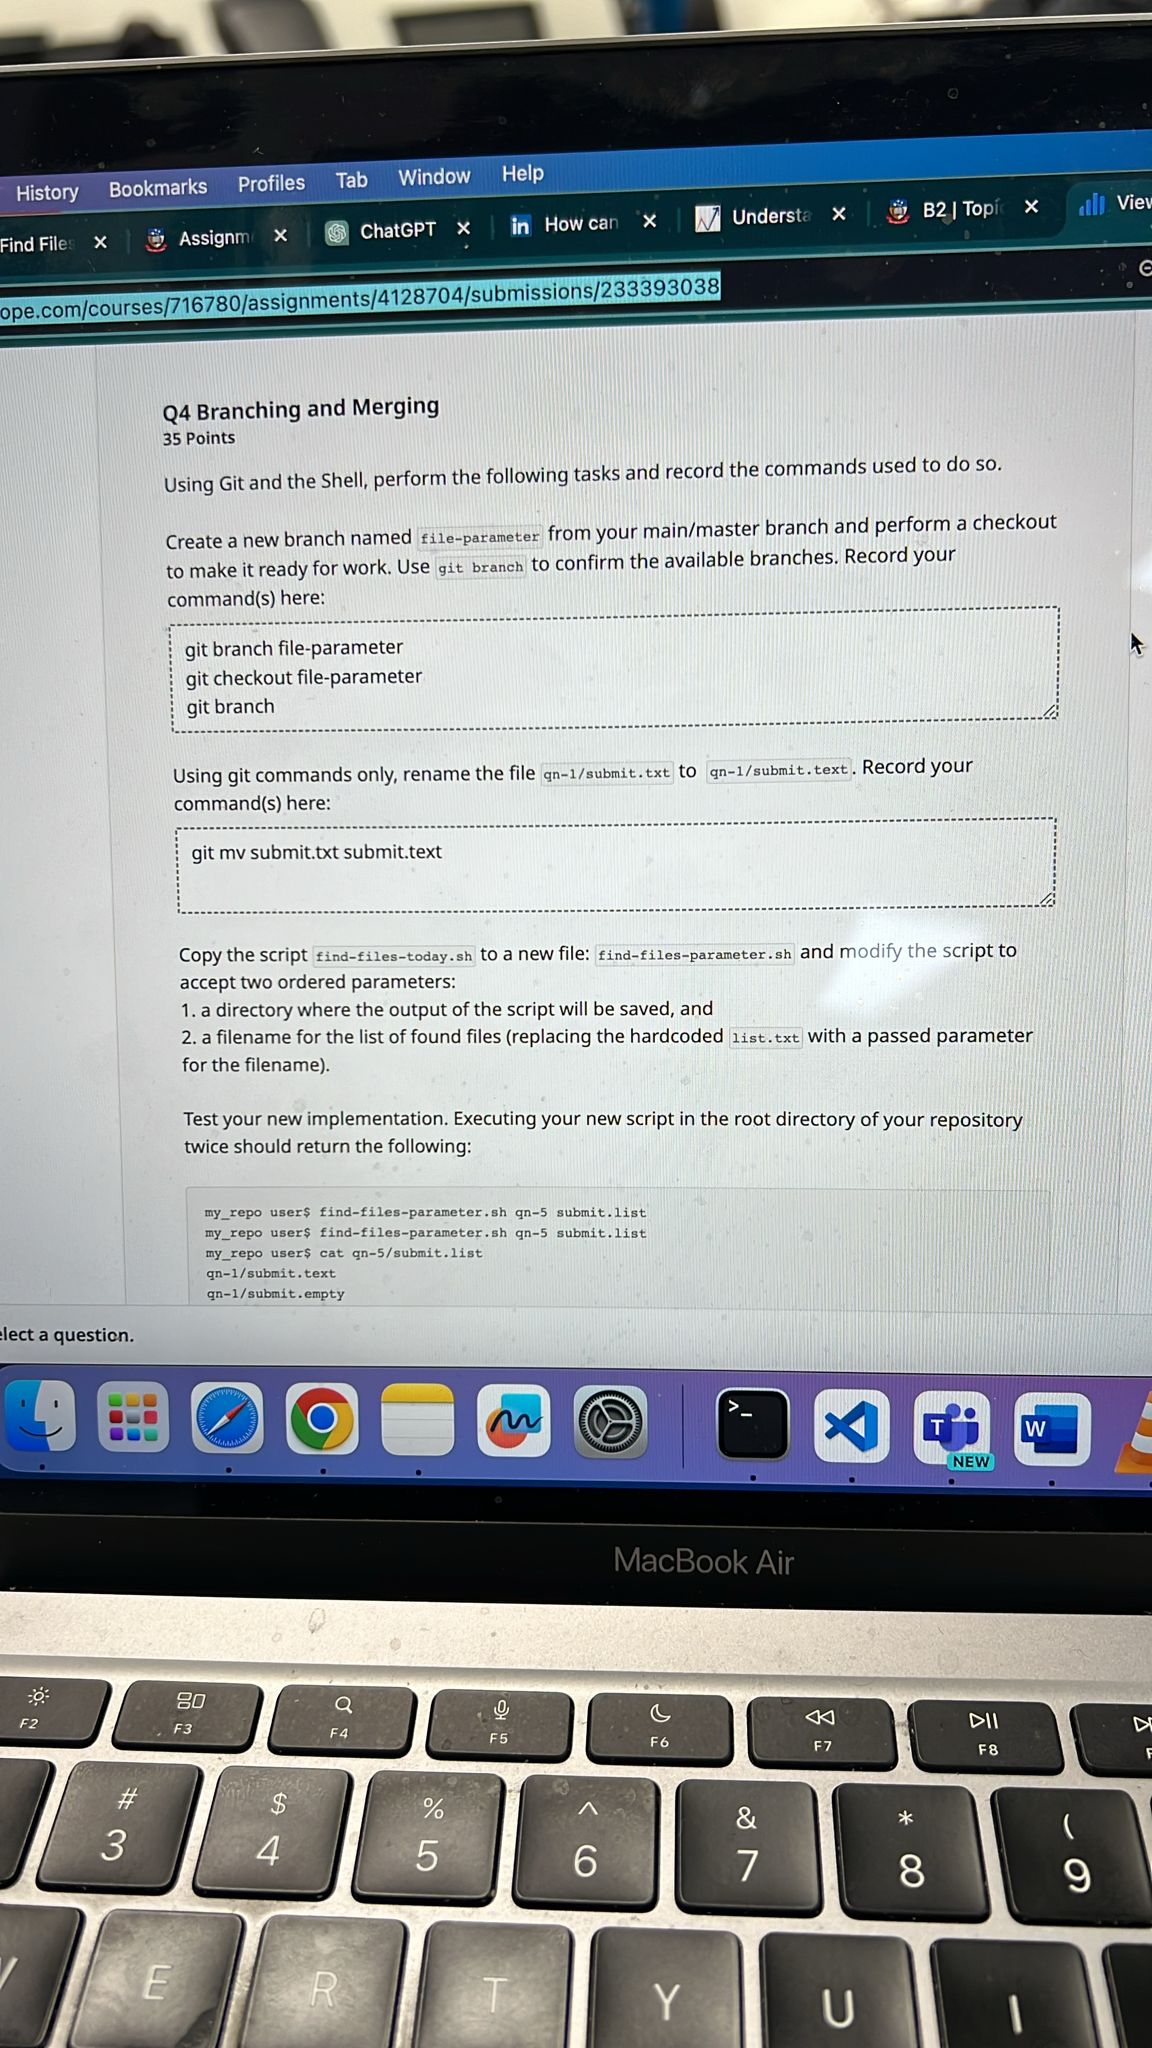 History Bookmarks Profiles Tab Window Help
Find Files Assignm ChatGPT How can Understa B2 | Topi View
ope.com/courses/716780/assignments/4128704/submissions/233393038
Q4 Branching and Merging
35 Points
Using Git and the Shell, perform the following tasks and record the commands used to do so.
Create a new branch named file-parameter from your main/master branch and perform a checkout
to make it ready for work. Use git branch to confirm the available branches. Record your
command(s) here:
git branch file-parameter
git checkout file-parameter
git branch
Using git commands only, rename the file qn-1/submit.txt to qn-1/submit.text. Record your
command(s) here:
git mv submit.txt submit.text
Copy the script find-files-today.sh to a new file: find-files-parameter.sh and modify the script to
accept two ordered parameters:
1. a directory where the output of the script will be saved, and
2. a filename for the list of found files (replacing the hardcoded list.txt with a passed parameter
for the filename).
Test your new implementation. Executing your new script in the root directory of your repository
twice should return the following:
my_repo user$ find-files-parameter.sh qn-5 submit.list
my_repo user$ find-files-parameter.sh qn-5 submit.list
my_repo user$ cat qn-5/submit.list
qn-1/submit.text
qn-1/submit.empty
elect a question.
>_
T
NEW
W
MacBook Air
F2 F3 F4 F5 F6 F7 F8
# $ % ^ & * (
3 4 5 6 7 8 9
E R T Y U I